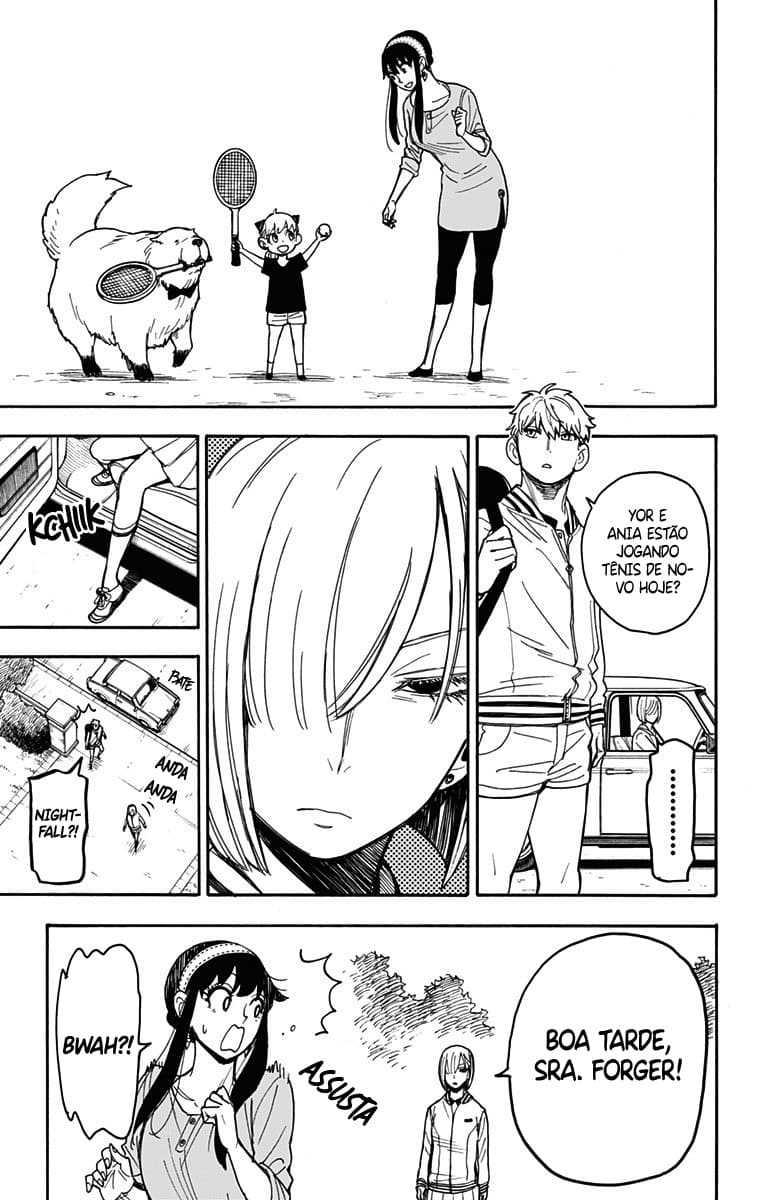 YOR E
ANIA ESTÃO
JOGANDO
TÊNIS DE NO-
VO HOJE?
.........
KCHIIK
BATE
ANDA
ANDA
NIGHT-
FALL?!
BOA TARDE,
SRA. FORGER!
ASSUSTA
BWAH?!